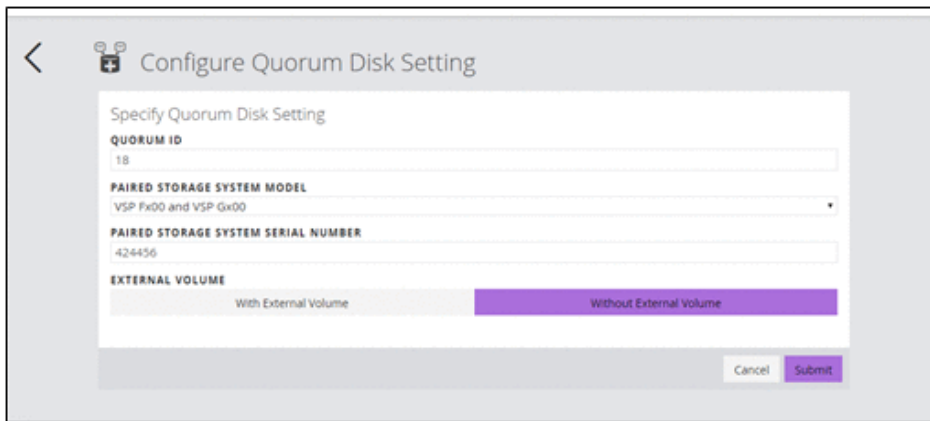 Configure Quorum Disk Setting
Specify Quorum Disk Setting
QUORUM ID
18
PAIRED STORAGE SYSTEM MODEL
VSP Fx00 and VSP Gx00
PAIRED STORAGE SYSTEM SERIAL NUMBER
424456
EXTERNAL VOLUME
With External Volume Without External Volume
Cancel Submit